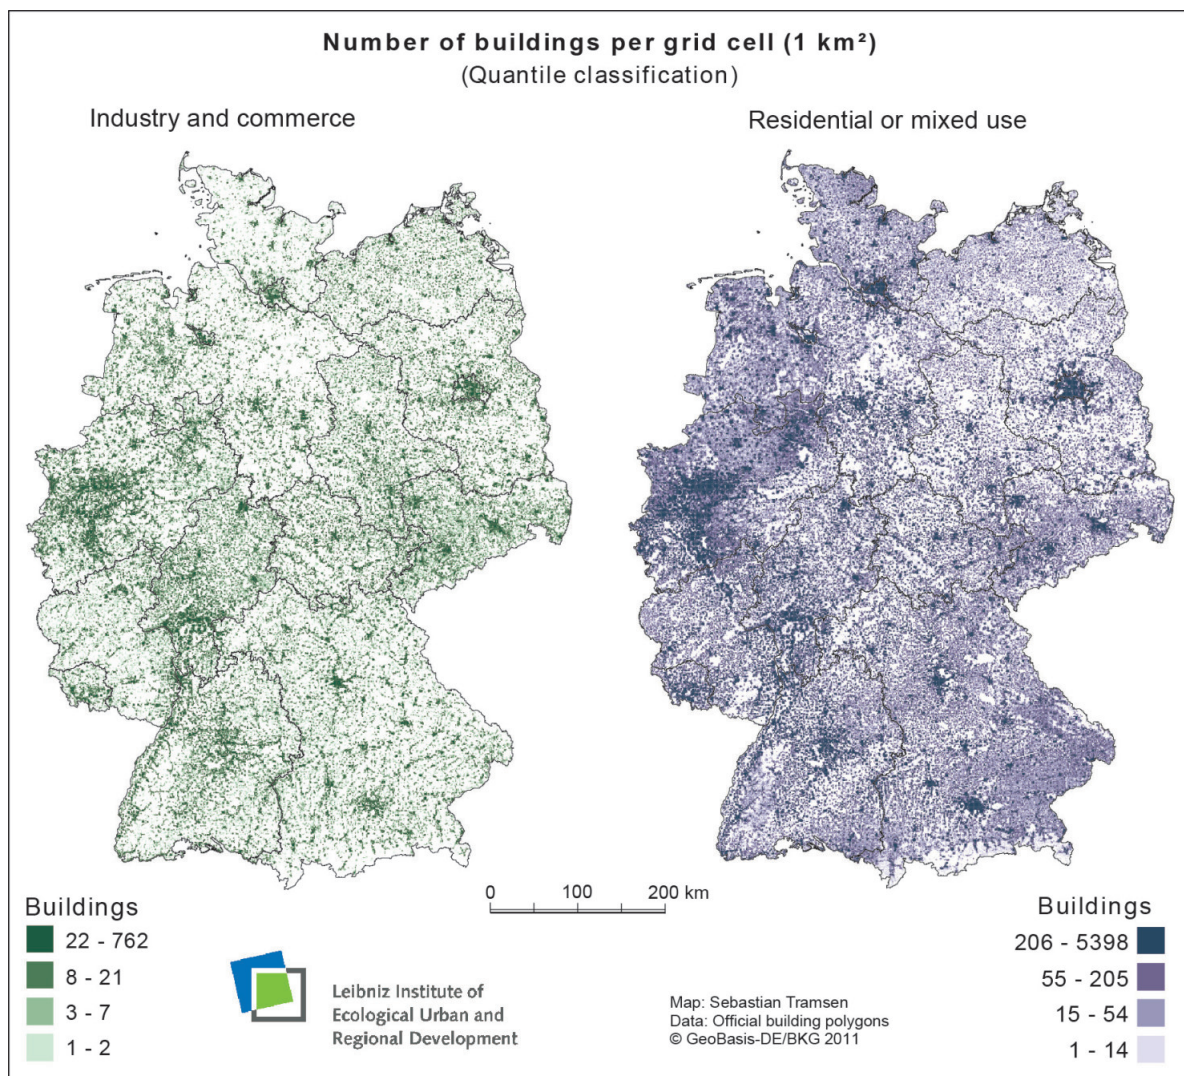 Number of buildings per grid cell (1 km²)
(Quantile classification)
Industry and commerce
Residential or mixed use
0 100 200 km
Buildings
22 - 762
8 - 21
3 - 7
1 - 2
Leibniz Institute of
Ecological Urban and
Regional Development
Map: Sebastian Tramsen
Data: Official building polygons
© GeoBasis-DE/BKG 2011
Buildings
206 - 5398
55 - 205
15 - 54
1 - 14